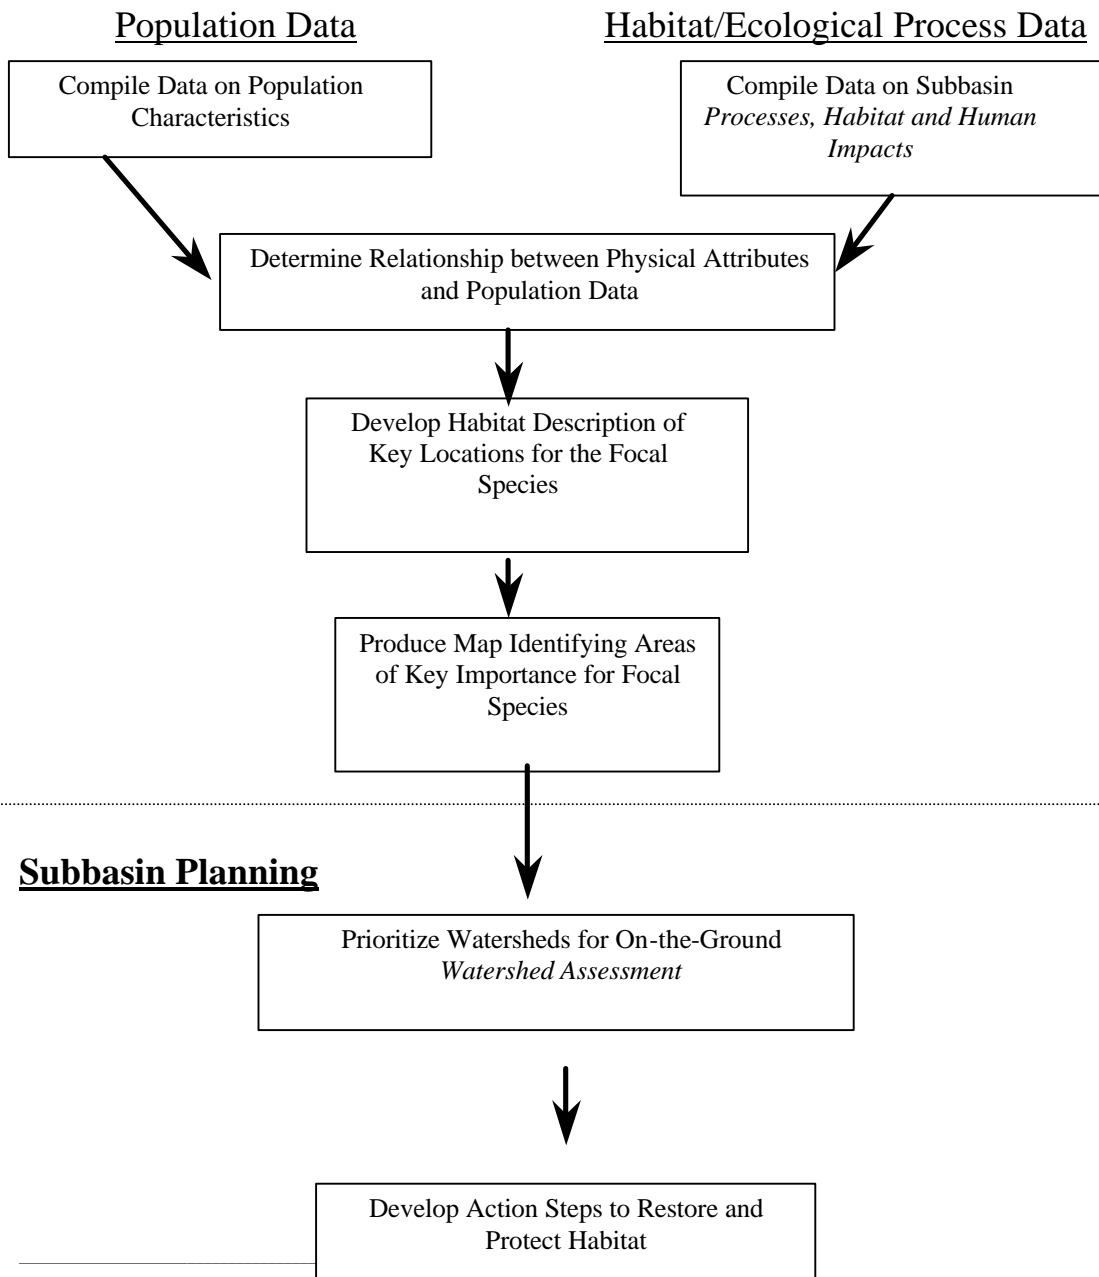 Population Data
Habitat/Ecological Process Data
Compile Data on Population
Characteristics
Compile Data on Subbasin
Processes, Habitat and Human
Impacts
Determine Relationship between Physical Attributes
and Population Data
Develop Habitat Description of
Key Locations for the Focal
Species
Produce Map Identifying Areas
of Key Importance for Focal
Species
Subbasin Planning
Prioritize Watersheds for On-the-Ground
Watershed Assessment
Develop Action Steps to Restore and
Protect Habitat